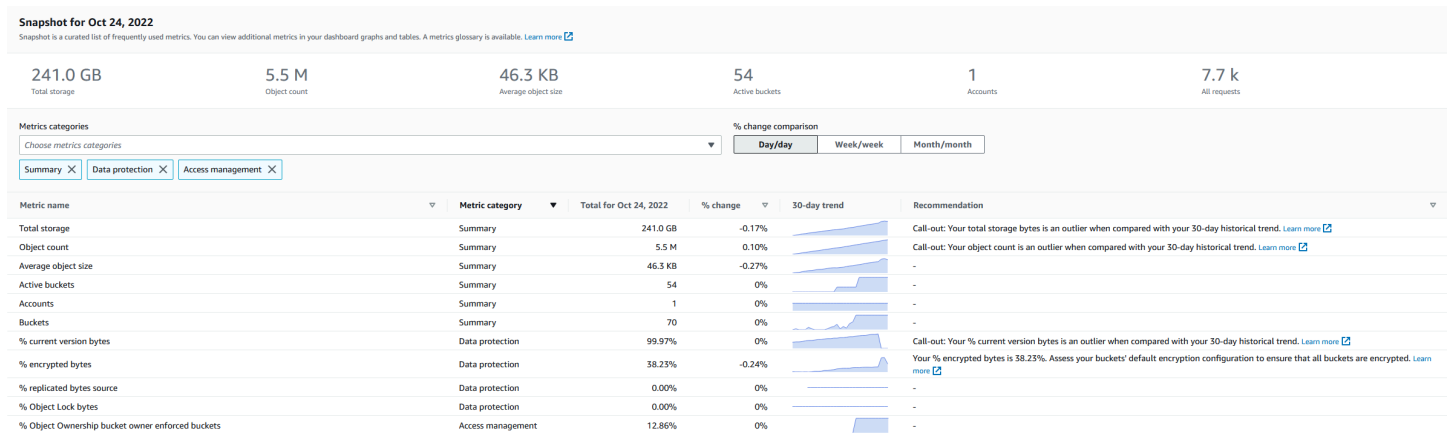 Snapshot for Oct 24, 2022
Snapshot is a curated list of frequently used metrics. You can view additional metrics in your dashboard graphs and tables. A metrics glossary is available. Learn more
241.0 GB 5.5 M 46.3 KB 54 1 7.7 k
Total storage Object count Average object size Active buckets Accounts All requests
Metrics categories % change comparison
Choose metrics categories Day/day Week/week Month/month
Summary Data protection Access management
Metric name Metric category Total for Oct 24, 2022 % change 30-day trend Recommendation
Total storage Summary 241.0 GB -0.17% Call-out: Your total storage bytes is an outlier when compared with your 30-day historical trend. Learn more
Object count Summary 5.5 M 0.10% Call-out: Your object count is an outlier when compared with your 30-day historical trend. Learn more
Average object size Summary 46.3 KB -0.27% -
Active buckets Summary 54 0% -
Accounts Summary 1 0% -
Buckets Summary 70 0% -
% current version bytes Data protection 99.97% 0% Call-out: Your % current version bytes is an outlier when compared with your 30-day historical trend. Learn more
% encrypted bytes Data protection 38.23% -0.24% Your % encrypted bytes is 38.23%. Assess your buckets' default encryption configuration to ensure that all buckets are encrypted. Learn
more
% replicated bytes source Data protection 0.00% 0% -
% Object Lock bytes Data protection 0.00% 0% -
% Object Ownership bucket owner enforced buckets Access management 12.86% 0% -